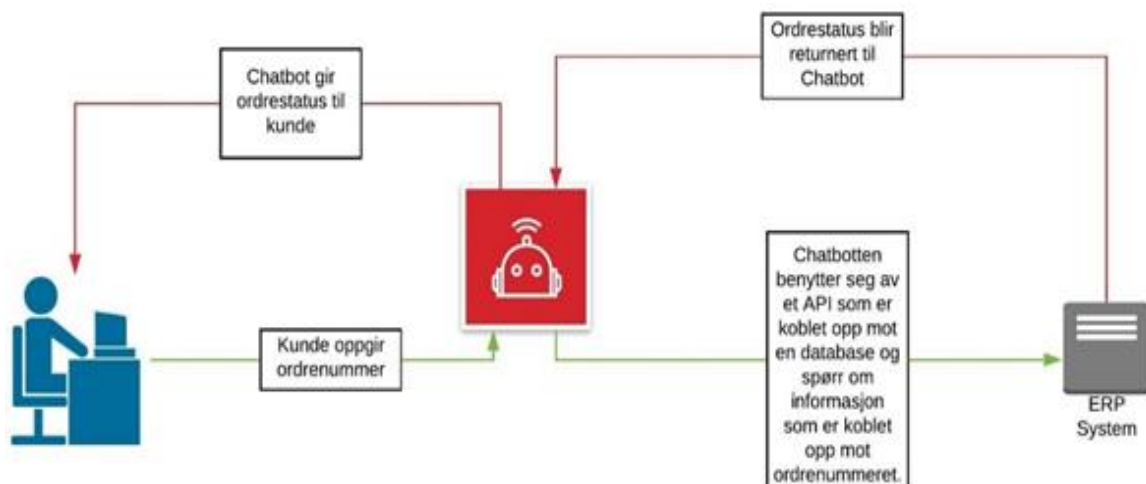 Ordrestatus blir
returnert til
Chatbot
Chatbot gir
ordrestatus til
kunde
Kunde oppgir
ordrenummer
Chatbotten
benytter seg av
et API som er
koblet opp mot
en database og
spørr om
informasjon
som er koblet
opp mot
ordrenummeret.
ERP
System